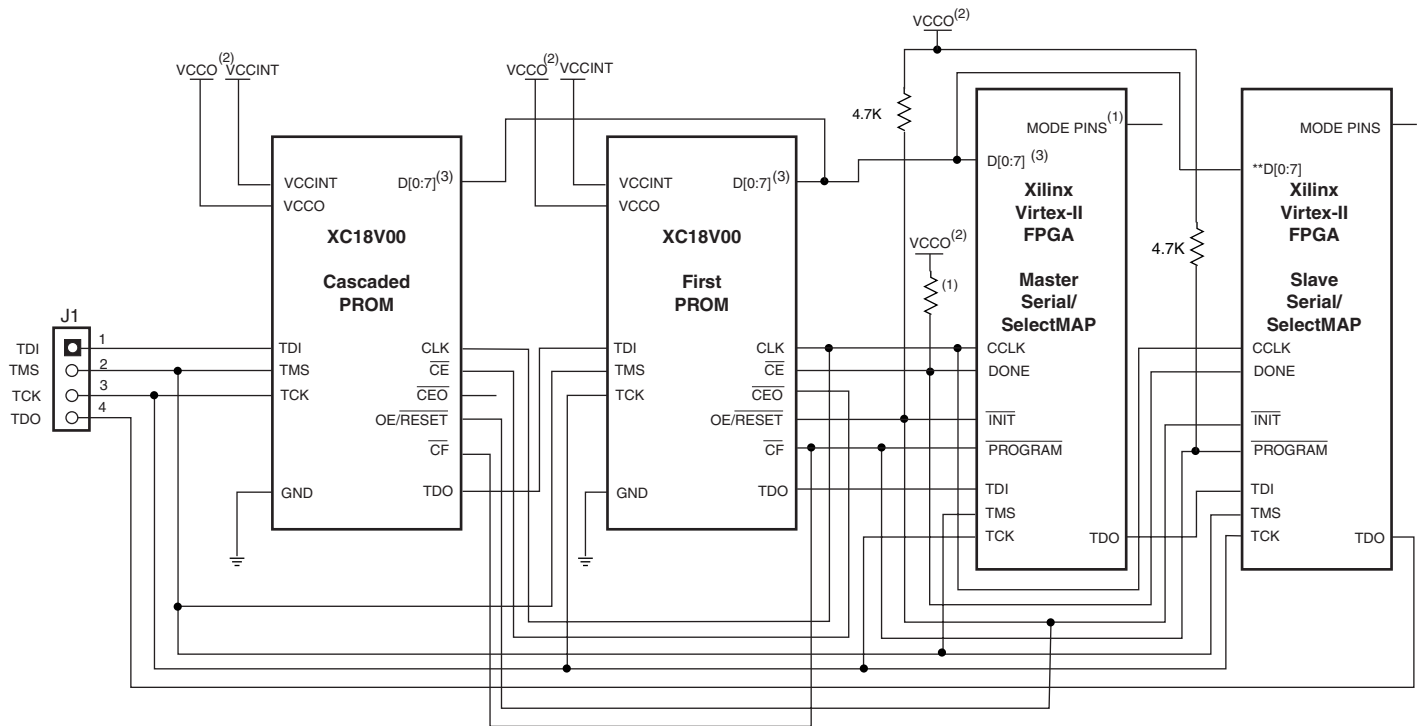 VCCO(2)
VCCO(2) VCCINT
VCCO(2) VCCINT
4.7K
MODE PINS(1)
MODE PINS
VCCINT
D[0:7](3)
VCCINT
D[0:7](3)
D[0:7] (3)
**D[0:7]
VCCO
VCCO
XC18V00
Cascaded
PROM
XC18V00
First
PROM
Xilinx
Virtex-II
FPGA
Master
Serial/
SelectMAP
Xilinx
Virtex-II
FPGA
Slave
Serial/
SelectMAP
VCCO(2)
(1)
4.7K
J1
TDI
TMS
TCK
TDO
1
2
3
4
TDI
TMS
TCK
GND
CLK
CE
CEO
OE/RESET
CF
TDO
TDI
TMS
TCK
GND
CLK
CE
CEO
OE/RESET
CF
TDO
CCLK
DONE
INIT
PROGRAM
TDI
TMS
TCK
TDO
CCLK
DONE
INIT
PROGRAM
TDI
TMS
TCK
TDO